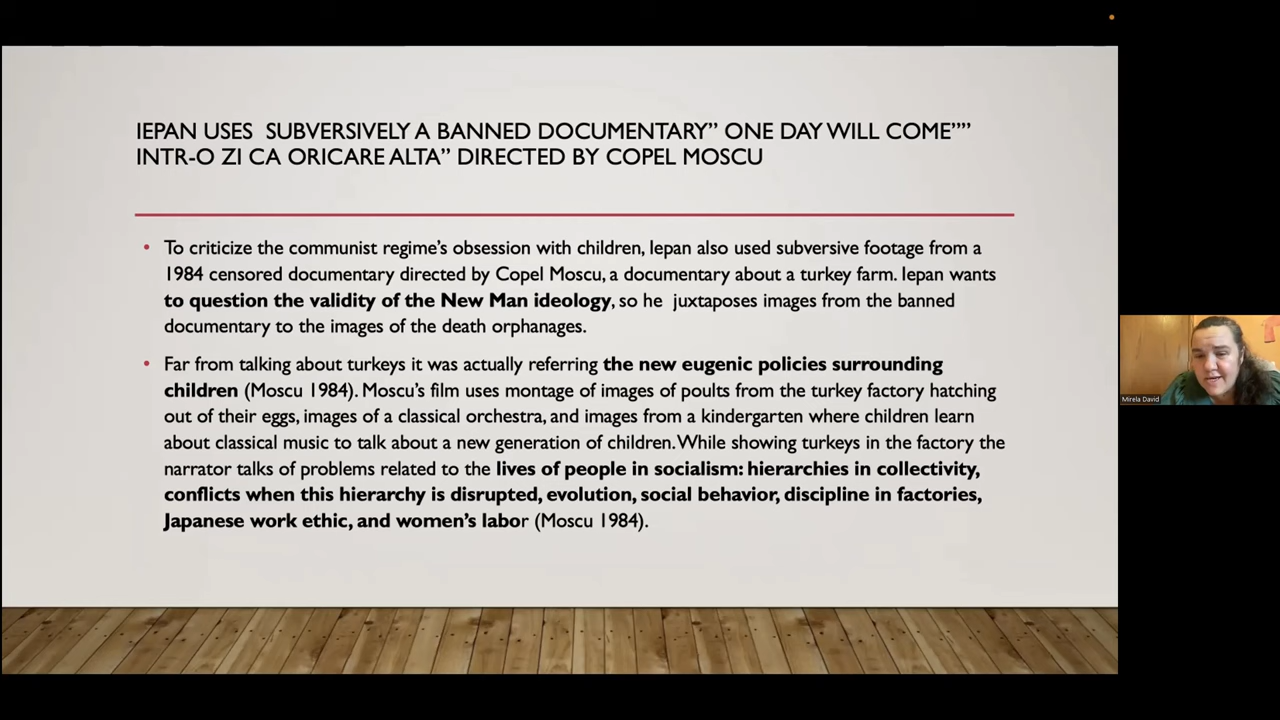 IEPAN USES SUBVERSIVELY A BANNED DOCUMENTARY” ONE DAY WILL COME””
INTR-O ZI CA ORICARE ALTA” DIRECTED BY COPEL MOSCU
• To criticize the communist regime’s obsession with children, Iepan also used subversive footage from a
1984 censored documentary directed by Copel Moscu, a documentary about a turkey farm. Iepan wants
to question the validity of the New Man ideology, so he juxtaposes images from the banned
documentary to the images of the death orphanages.
• Far from talking about turkeys it was actually referring the new eugenic policies surrounding
children (Moscu 1984). Moscu’s film uses montage of images of poults from the turkey factory hatching
out of their eggs, images of a classical orchestra, and images from a kindergarten where children learn
about classical music to talk about a new generation of children. While showing turkeys in the factory the
narrator talks of problems related to the lives of people in socialism: hierarchies in collectivity,
conflicts when this hierarchy is disrupted, evolution, social behavior, discipline in factories,
Japanese work ethic, and women’s labor (Moscu 1984).
Mirela David